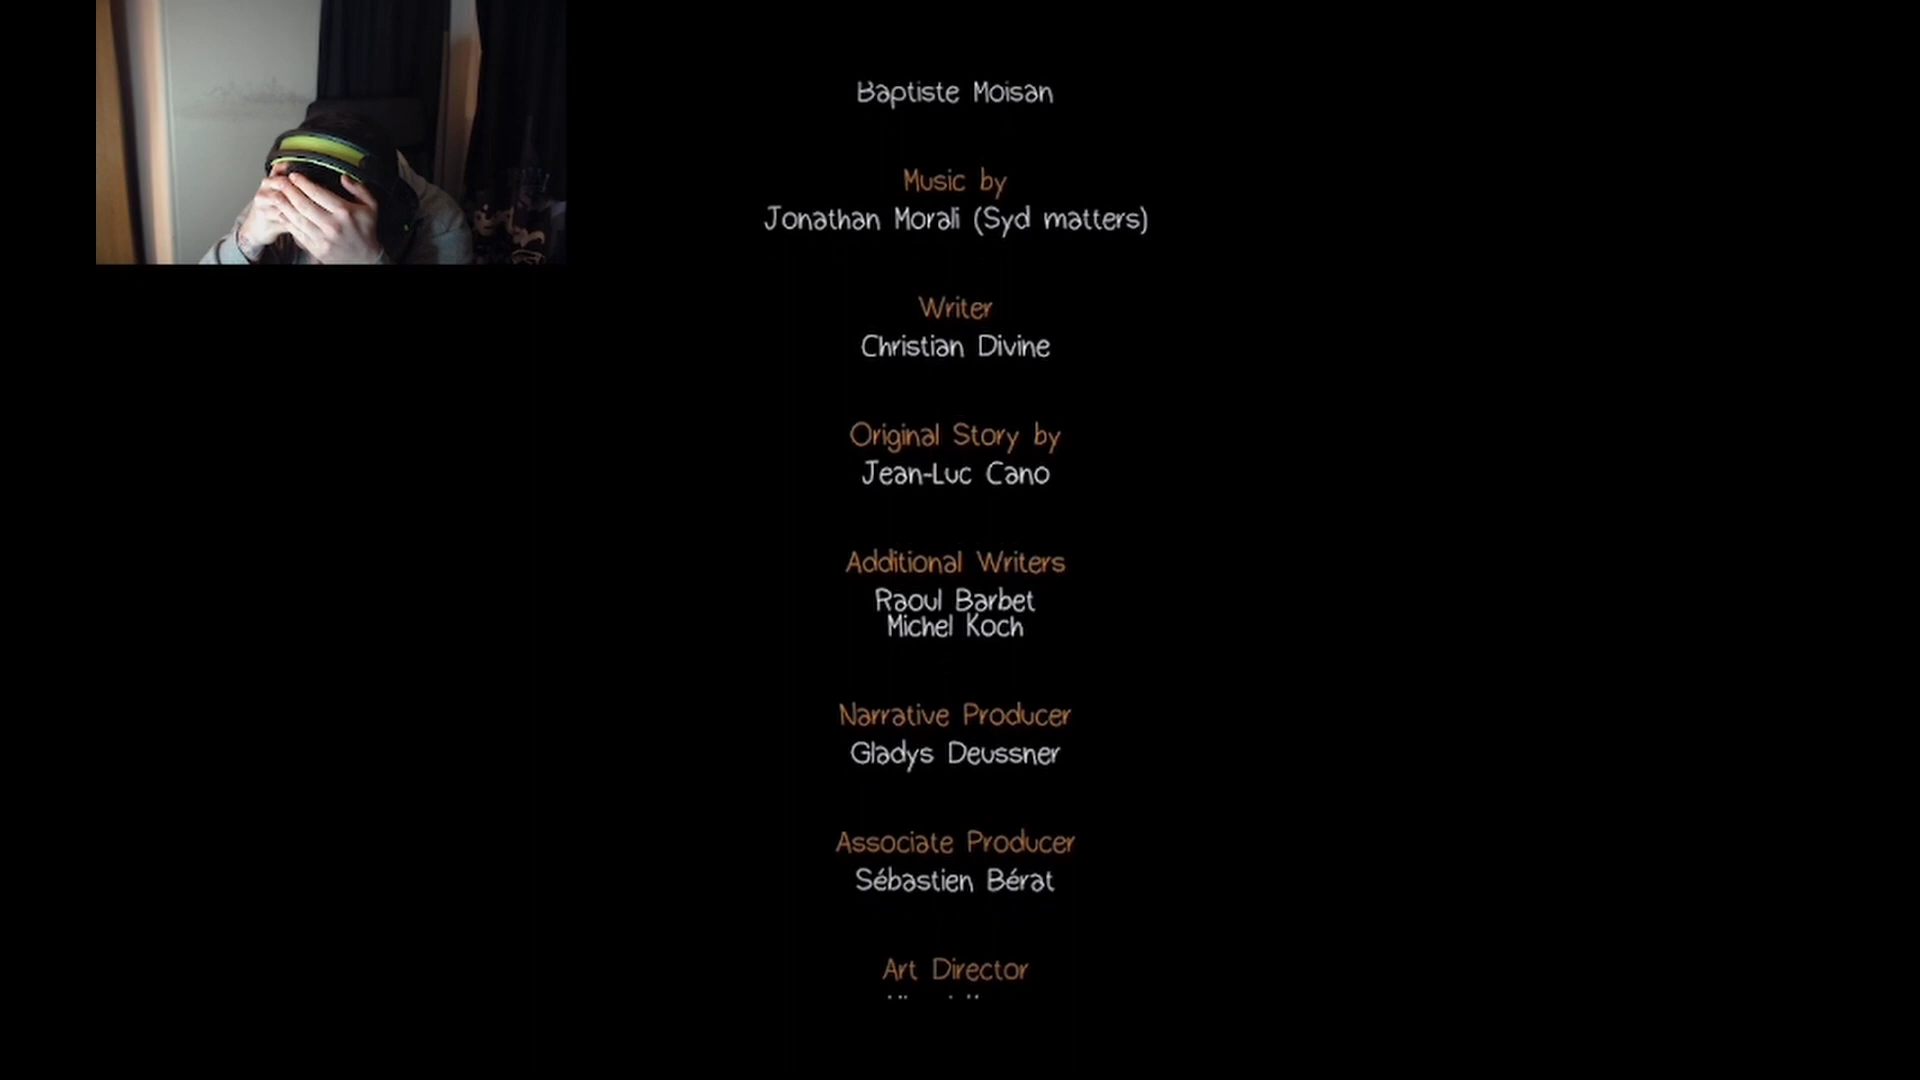 Baptiste Moisan
Music by
Jonathan Morali (Syd matters)
Writer
Christian Divine
Original Story by
Jean-Luc Cano
Additional Writers
Raoul Barbet
Michel Koch
Narrative Producer
Gladys Deussner
Associate Producer
Sébastien Bérat
Art Director